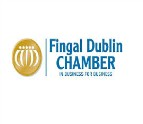 Fingal Dublin
CHAMBER
IN BUSINESS FOR BUSINESS